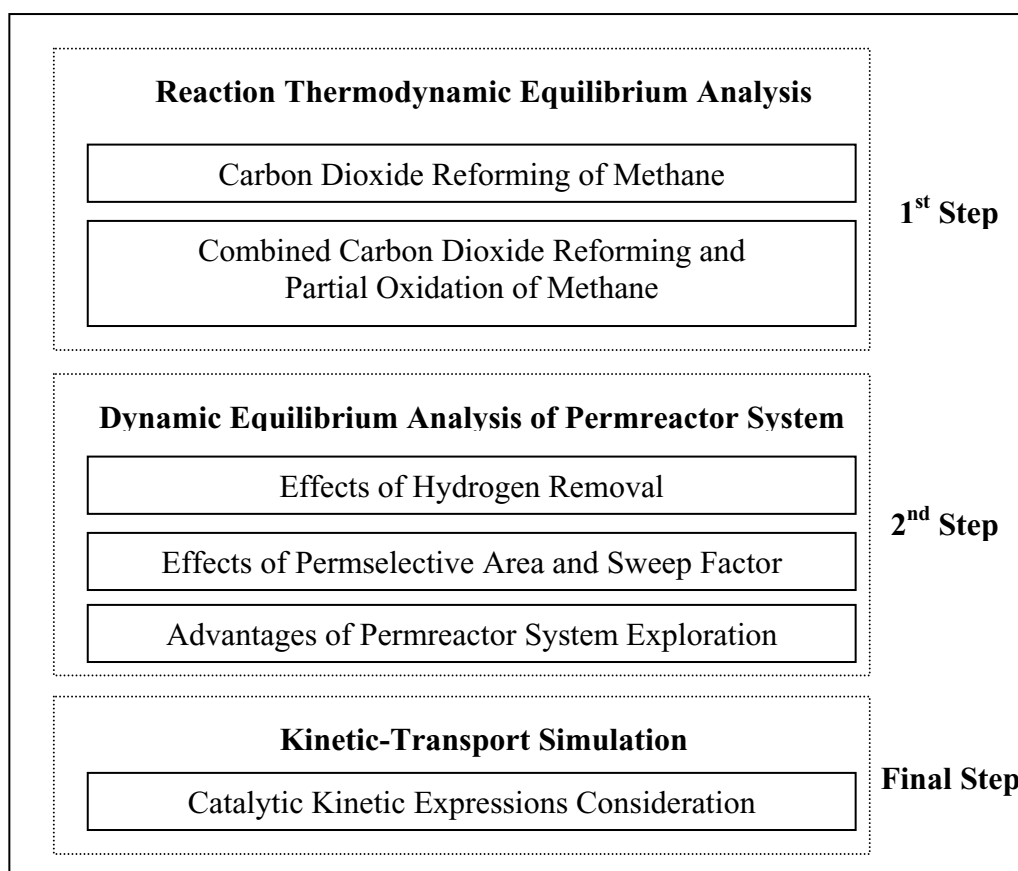 Reaction Thermodynamic Equilibrium Analysis
Carbon Dioxide Reforming of Methane
1st Step
Combined Carbon Dioxide Reforming and
Partial Oxidation of Methane
Dynamic Equilibrium Analysis of Permreactor System
Effects of Hydrogen Removal
2nd Step
Effects of Permselective Area and Sweep Factor
Advantages of Permreactor System Exploration
Kinetic-Transport Simulation
Final Step
Catalytic Kinetic Expressions Consideration